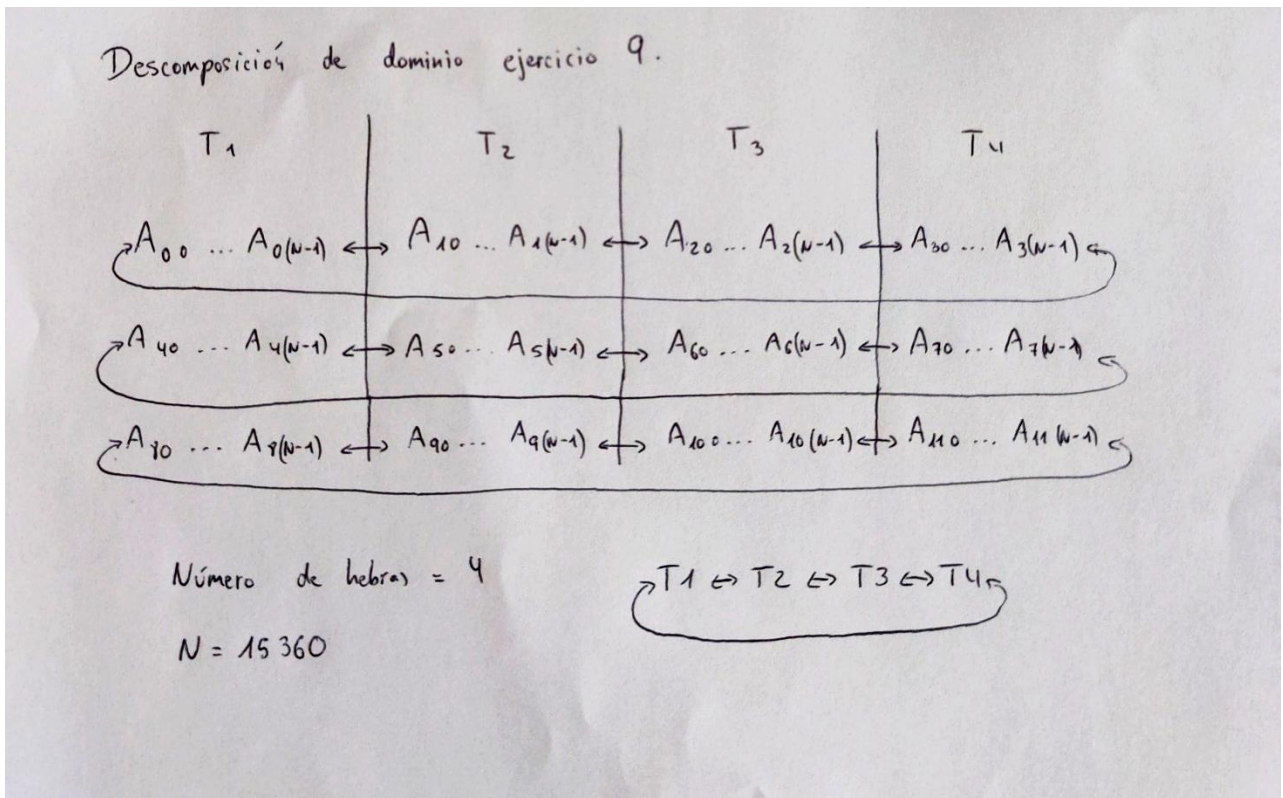 Descomposición de dominio ejercicio 9.
T1 T2 T3 T4
A00 ... A0(N-1) ↔ A10 ... A1(N-1) ↔ A20 ... A2(N-1) ↔ A30 ... A3(N-1)
A40 ... A4(N-1) ↔ A50 ... A5(N-1) ↔ A60 ... A6(N-1) ↔ A70 ... A7(N-1)
A80 ... A8(N-1) ↔ A90 ... A9(N-1) ↔ A100 ... A10(N-1) ↔ A110 ... A11(N-1)
Número de hebras = 4
T1 ↔ T2 ↔ T3 ↔ T4
N = 15360